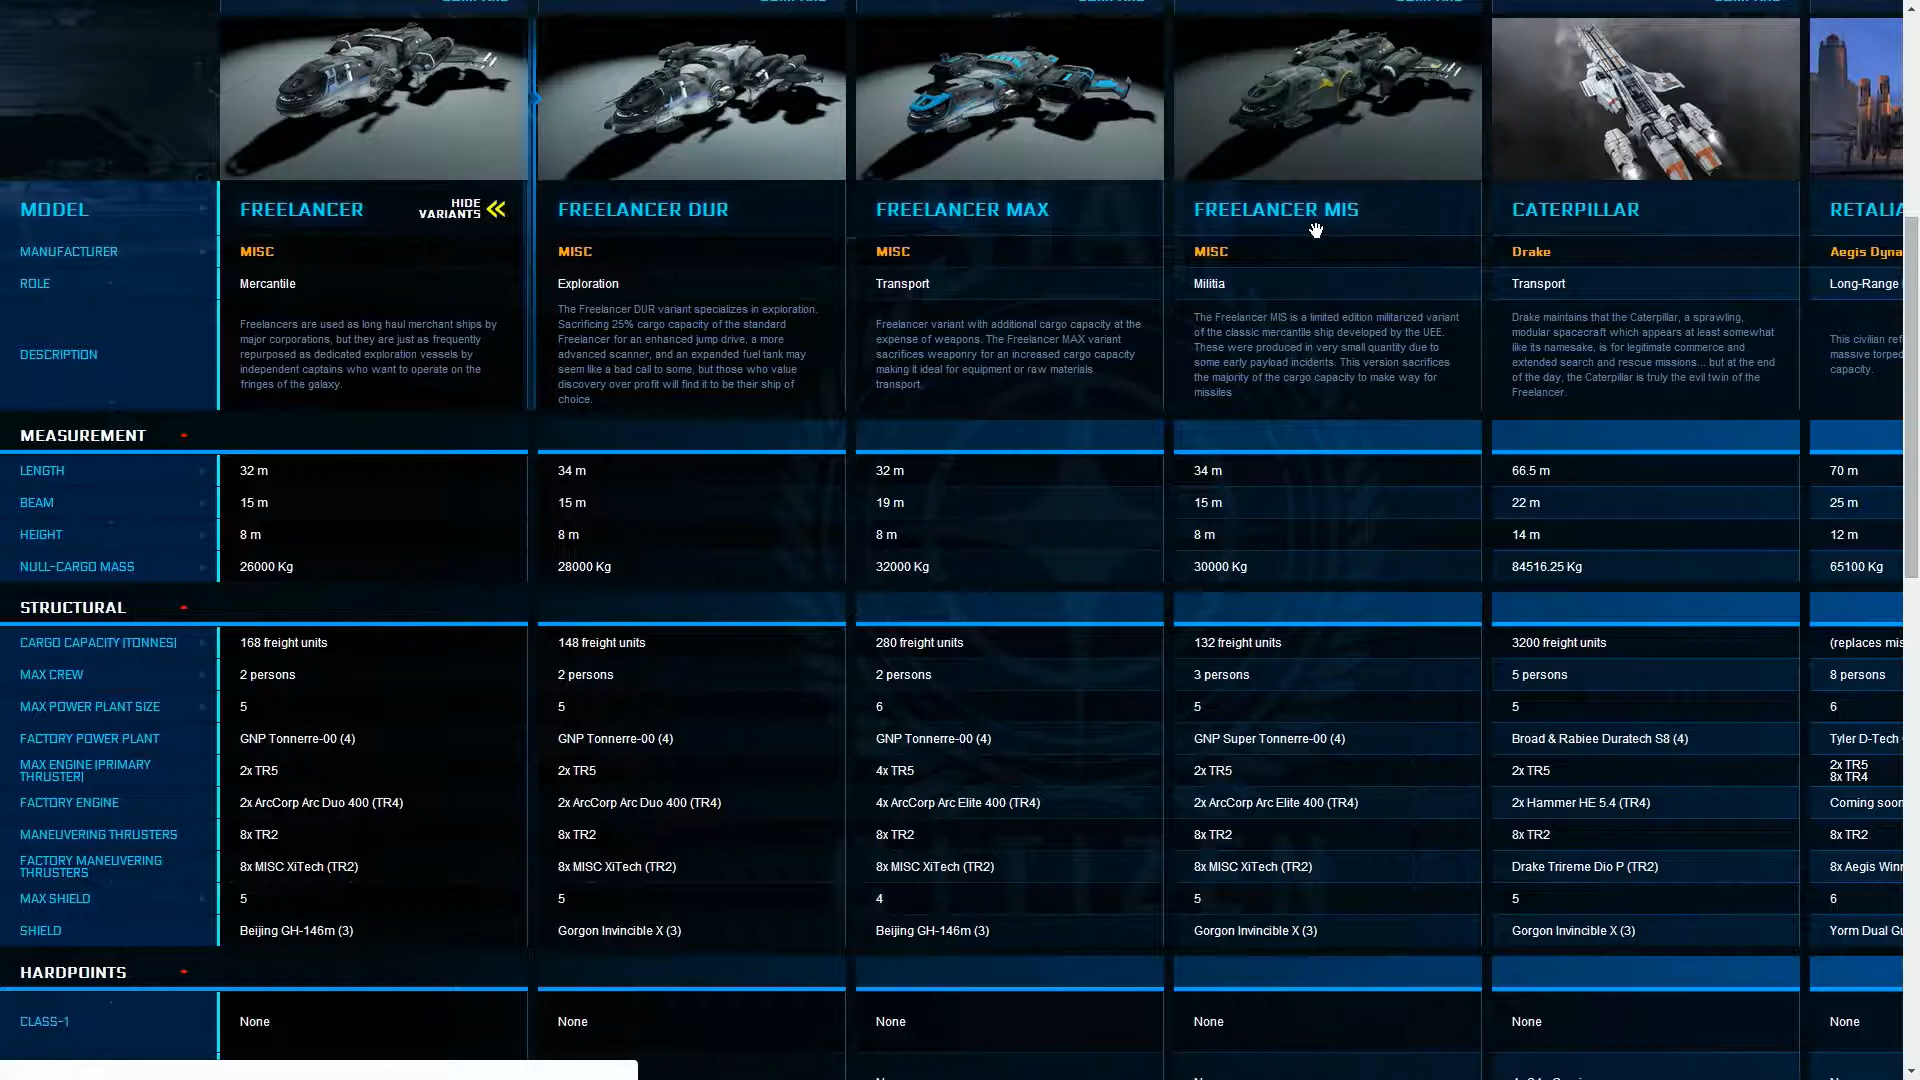 MODEL
FREELANCER
HIDE
VARIANTS
FREELANCER DUR
FREELANCER MAX
FREELANCER MIS
CATERPILLAR
RETALIA
MANUFACTURER
MISC
MISC
MISC
MISC
Drake
Aegis Dyna
ROLE
Mercantile
Exploration
Transport
Militia
Transport
Long-Range
DESCRIPTION
Freelancers are used as long haul merchant ships by
major corporations, but they are just as frequently
repurposed as dedicated exploration vessels by
independent captains who want to operate on the
fringes of the galaxy.
The Freelancer DUR variant specializes in exploration.
Sacrificing 25% cargo capacity of the standard
Freelancer for an enhanced jump drive, a more
advanced scanner, and an expanded fuel tank may
seem like a bad call to some, but those who value
discovery over profit will find it to be their ship of
choice.
Freelancer variant with additional cargo capacity at the
expense of weapons. The Freelancer MAX variant
sacrifices weaponry for an increased cargo capacity
making it ideal for equipment or raw materials
transport.
The Freelancer MIS is a limited edition militarized variant
of the classic mercantile ship developed by the UEE.
These were produced in very small quantity due to
some early payload incidents. This version sacrifices
the majority of the cargo capacity to make way for
missiles
Drake maintains that the Caterpillar, a sprawling,
modular spacecraft which appears at least somewhat
like its namesake, is for legitimate commerce and
extended search and rescue missions... but at the end
of the day, the Caterpillar is truly the evil twin of the
Freelancer.
This civilian ref
massive torped
capacity.
MEASUREMENT
LENGTH
32 m
34 m
32 m
34 m
66.5 m
70 m
BEAM
15 m
15 m
19 m
15 m
22 m
25 m
HEIGHT
8 m
8 m
8 m
8 m
14 m
12 m
NULL-CARGO MASS
26000 Kg
28000 Kg
32000 Kg
30000 Kg
84516.25 Kg
65100 Kg
STRUCTURAL
CARGO CAPACITY (TONNES)
168 freight units
148 freight units
280 freight units
132 freight units
3200 freight units
(replaces mis
MAX CREW
2 persons
2 persons
2 persons
3 persons
5 persons
8 persons
MAX POWER PLANT SIZE
5
5
6
5
5
6
FACTORY POWER PLANT
GNP Tonnerre-00 (4)
GNP Tonnerre-00 (4)
GNP Tonnerre-00 (4)
GNP Super Tonnerre-00 (4)
Broad & Rabiee Duratech S8 (4)
Tyler D-Tech
MAX ENGINE (PRIMARY
THRUSTER)
2x TR5
2x TR5
4x TR5
2x TR5
2x TR5
2x TR5
8x TR4
FACTORY ENGINE
2x ArcCorp Arc Duo 400 (TR4)
2x ArcCorp Arc Duo 400 (TR4)
4x ArcCorp Arc Elite 400 (TR4)
2x ArcCorp Arc Elite 400 (TR4)
2x Hammer HE 5.4 (TR4)
Coming soon
MANEUVERING THRUSTERS
8x TR2
8x TR2
8x TR2
8x TR2
8x TR2
8x TR2
FACTORY MANEUVERING
THRUSTERS
8x MISC XiTech (TR2)
8x MISC XiTech (TR2)
8x MISC XiTech (TR2)
8x MISC XiTech (TR2)
Drake Trireme Dio P (TR2)
8x Aegis Winn
MAX SHIELD
5
5
4
5
5
6
SHIELD
Beijing GH-146m (3)
Gorgon Invincible X (3)
Beijing GH-146m (3)
Gorgon Invincible X (3)
Gorgon Invincible X (3)
Yorm Dual Gu
HARDPOINTS
CLASS-1
None
None
None
None
None
None